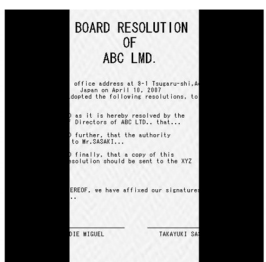 BOARD RESOLUTION
OF
ABC LMD.
office address at 9-1 Tsugaru-shi,
Japan on April 10, 2007
dopted the following resolutions, to
as it is hereby resolved by the
Directors of ABC LTD., that...
further, that the authority
to Mr.SASAKI...
finally, that a copy of this
esolution should be sent to the XYZ
EREOF, we have affixed our signatures
..
DIE MIGUEL TAKAYUKI SA